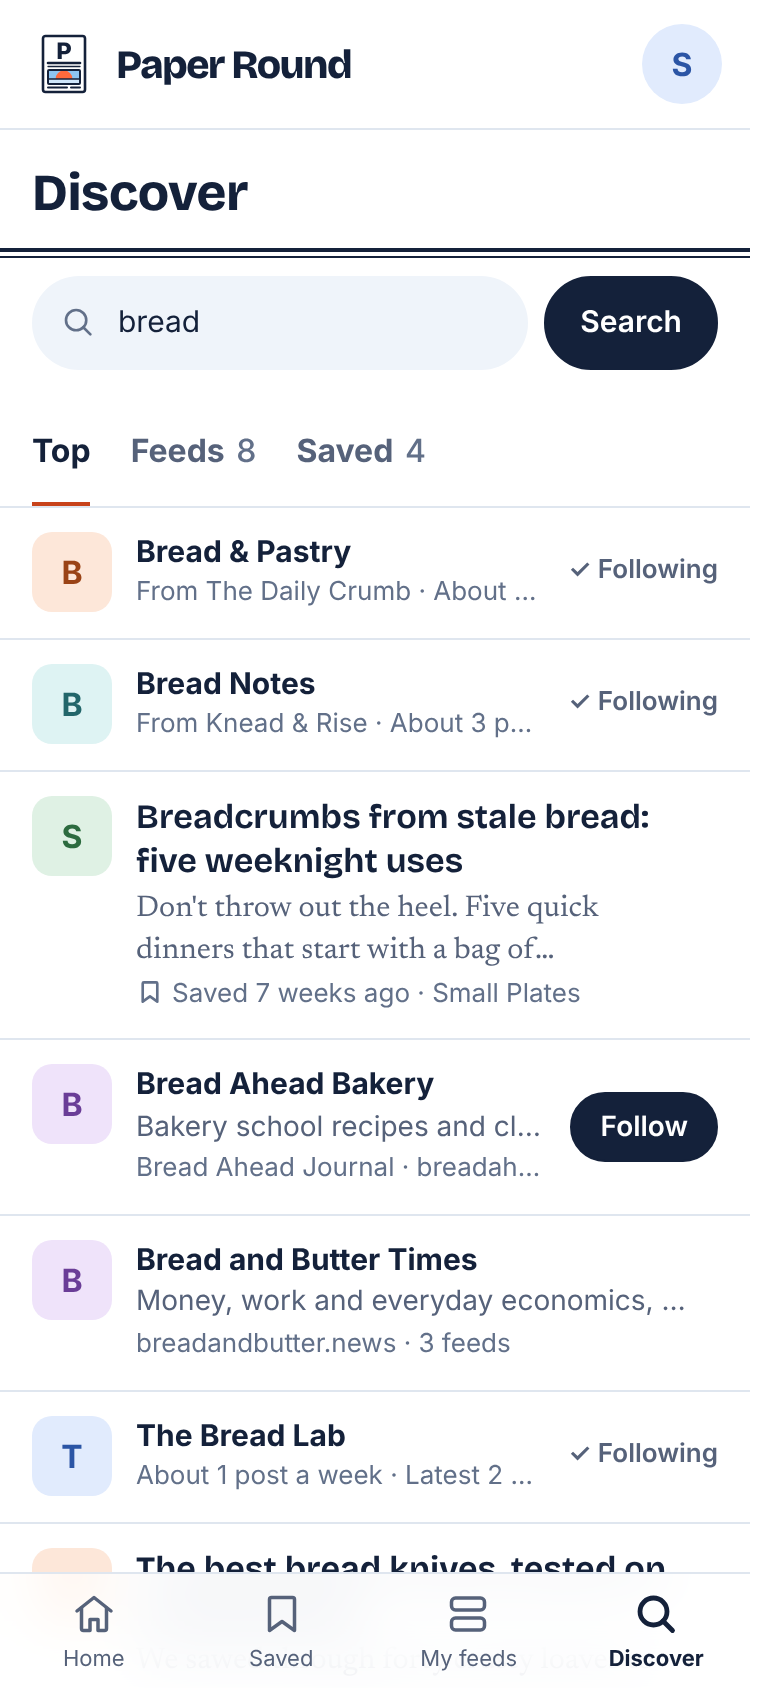 P
Paper Round
S
Discover
bread
Search
Top
Feeds 8
Saved 4
B
Bread & Pastry
From The Daily Crumb · About ...
✓ Following
B
Bread Notes
From Knead & Rise · About 3 p...
✓ Following
S
Breadcrumbs from stale bread:
five weeknight uses
Don't throw out the heel. Five quick
dinners that start with a bag of...
Saved 7 weeks ago · Small Plates
B
Bread Ahead Bakery
Bakery school recipes and cl...
Bread Ahead Journal · breadah...
Follow
B
Bread and Butter Times
Money, work and everyday economics, ...
breadandbutter.news · 3 feeds
T
The Bread Lab
About 1 post a week · Latest 2 ...
✓ Following
The best bread knives, tested on
We sawed through
Home
Saved
My feeds
Discover